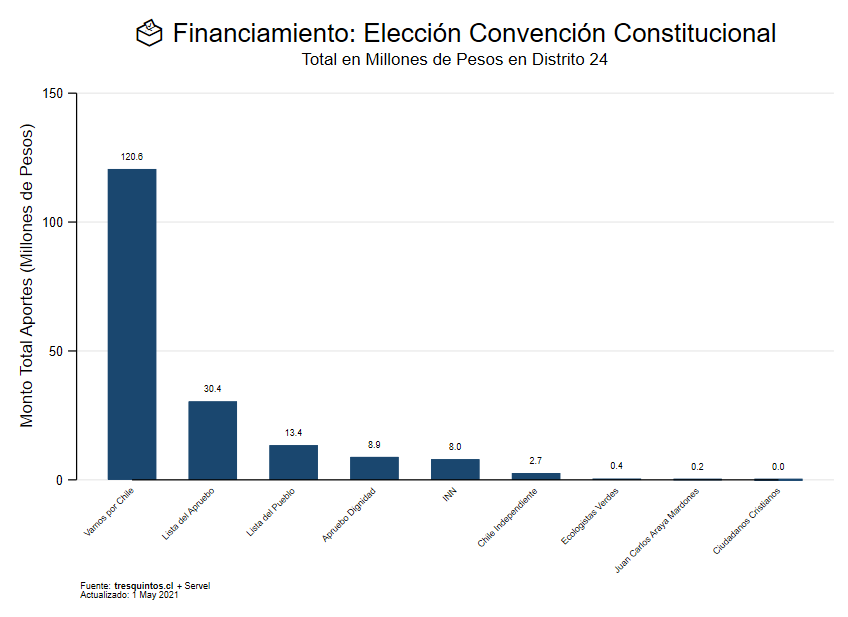 Financiamiento: Elección Convención Constitucional
Total en Millones de Pesos en Distrito 24
Monto Total Aportes (Millones de Pesos)
150
100
50
0
120.6
30.4
13.4
8.9
8.0
2.7
0.4
0.2
0.0
Vamos por Chile
Lista del Apruebo
Lista del Pueblo
Apruebo Dignidad
INN
Chile Independiente
Ecologistas Verdes
Juan Carlos Araya Mardones
Ciudadanos Cristianos
Fuente: tresquintos.cl + Servel
Actualizado: 1 May 2021